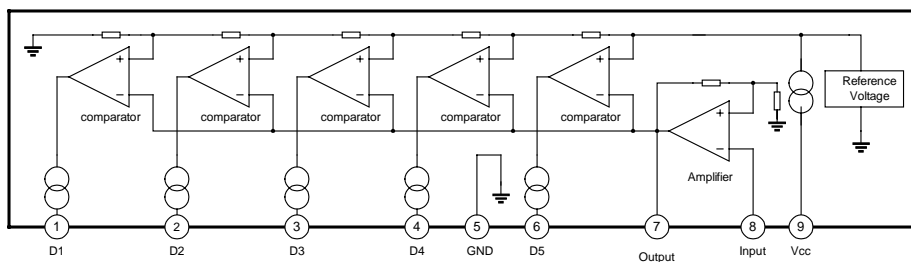 +
−
comparator
+
−
comparator
+
−
comparator
+
−
comparator
+
−
comparator
+
−
Amplifier
Reference
Voltage
1
2
3
4
5
6
7
8
9
D1
D2
D3
D4
GND
D5
Output
Input
Vcc